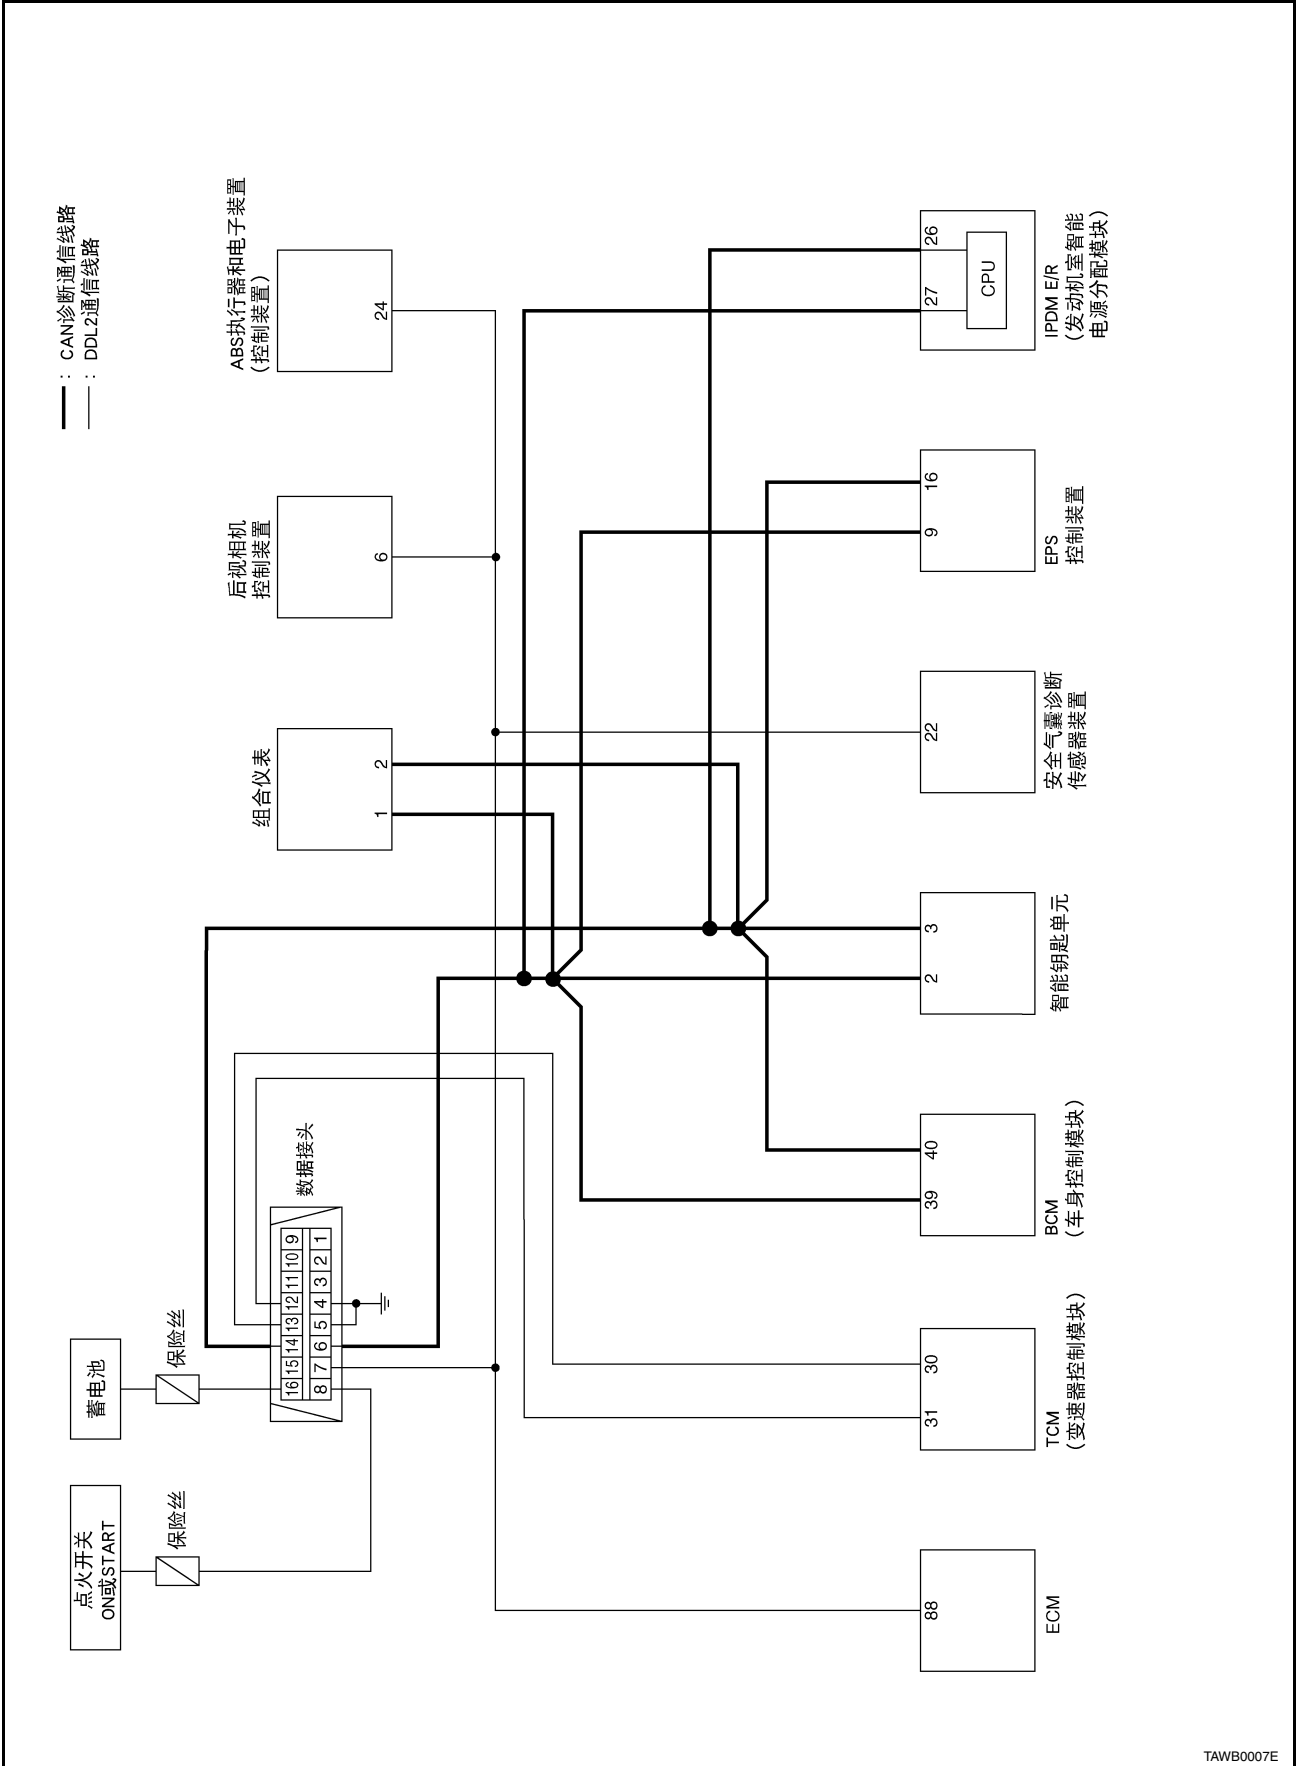 点火开关
ON或START
蓄电池
保险丝
保险丝
数据接头
16 15 14 13 12 11 10 9
8 7 6 5 4 3 2 1
组合仪表
1 2
后视相机
控制装置
6
ABS执行器和电子装置
（控制装置）
24
: CAN诊断通信线路
: DDL2通信线路
88
ECM
31 30
TCM
（变速器控制模块）
39 40
BCM
（车身控制模块）
2 3
智能钥匙单元
22
安全气囊诊断
传感器装置
9 16
EPS
控制装置
27 26
CPU
IPDM E/R
（发动机室智能
电源分配模块）
TAWB0007E